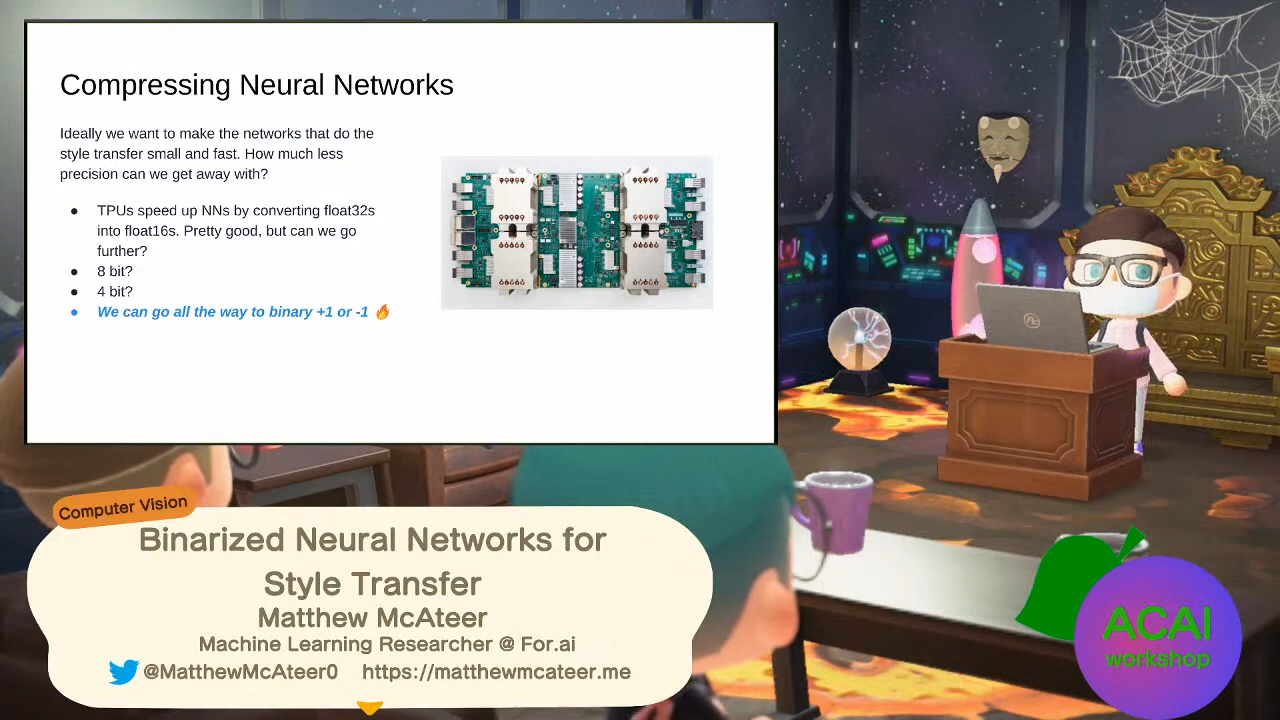 Compressing Neural Networks
Ideally we want to make the networks that do the
style transfer small and fast. How much less
precision can we get away with?
● TPUs speed up NNs by converting float32s
into float16s. Pretty good, but can we go
further?
● 8 bit?
● 4 bit?
● We can go all the way to binary +1 or -1 🔥
Computer Vision
Binarized Neural Networks for
Style Transfer
Matthew McAteer
Machine Learning Researcher @ For.ai
@MatthewMcAteer0 https://matthewmcateer.me
ACAI
workshop